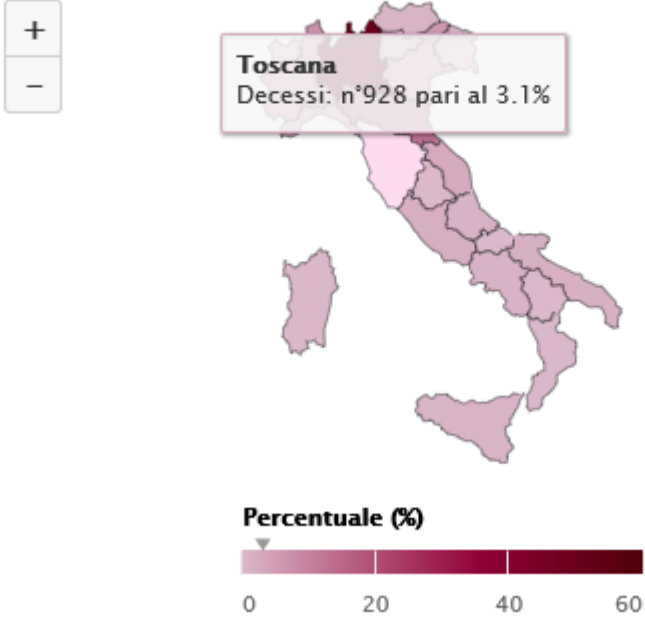 +
−
Toscana
Decessi: n°928 pari al 3.1%
Percentuale (%)
0 20 40 60